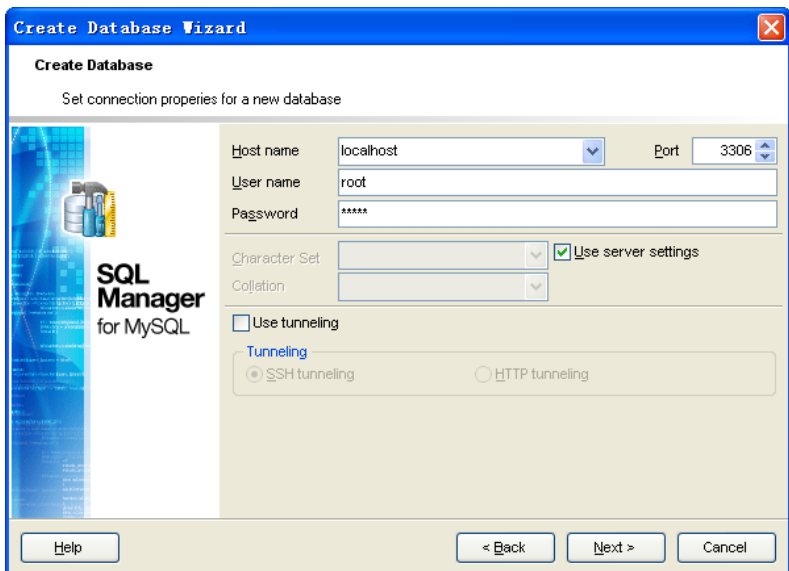 Create Database Wizard
Create Database
Set connection properies for a new database
Host name localhost Port 3306
User name root
Password *****
Character Set Use server settings
Collation
SQL
Manager
for MySQL
Use tunneling
Tunneling
SSH tunneling HTTP tunneling
Help < Back Next > Cancel